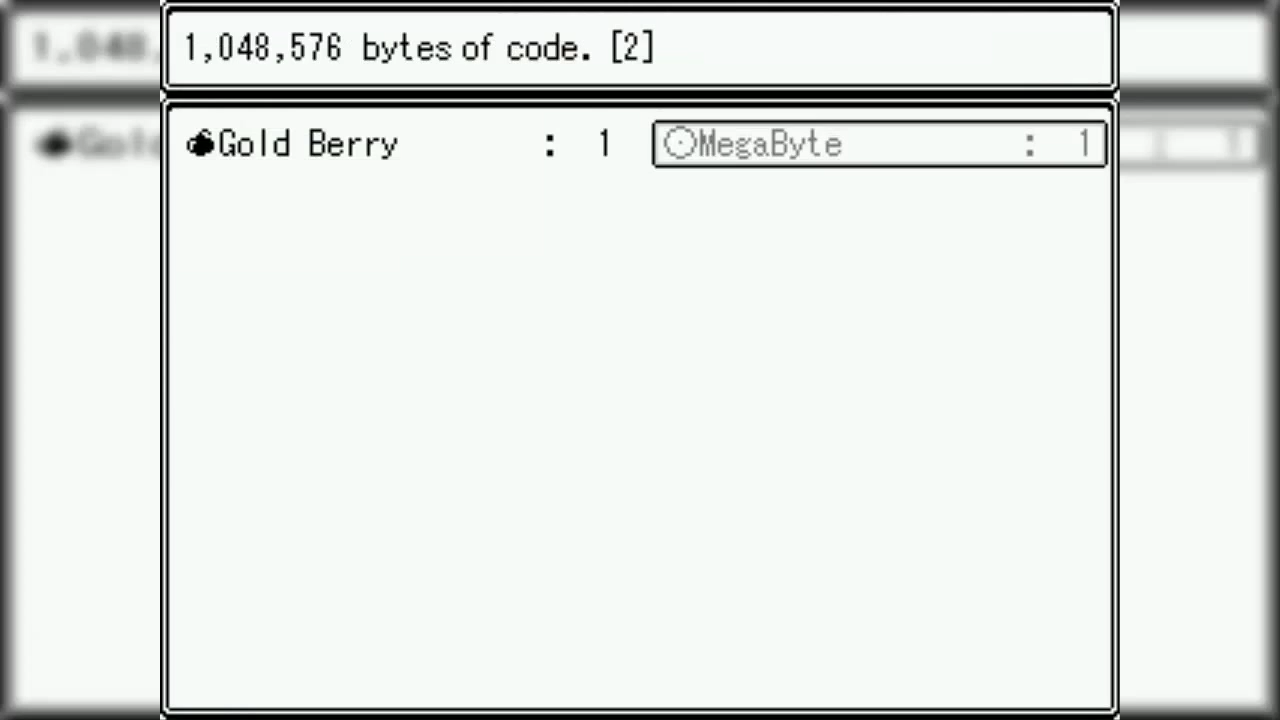 1,048,576 bytes of code. [2]
Gold Berry : 1 MegaByte : 1